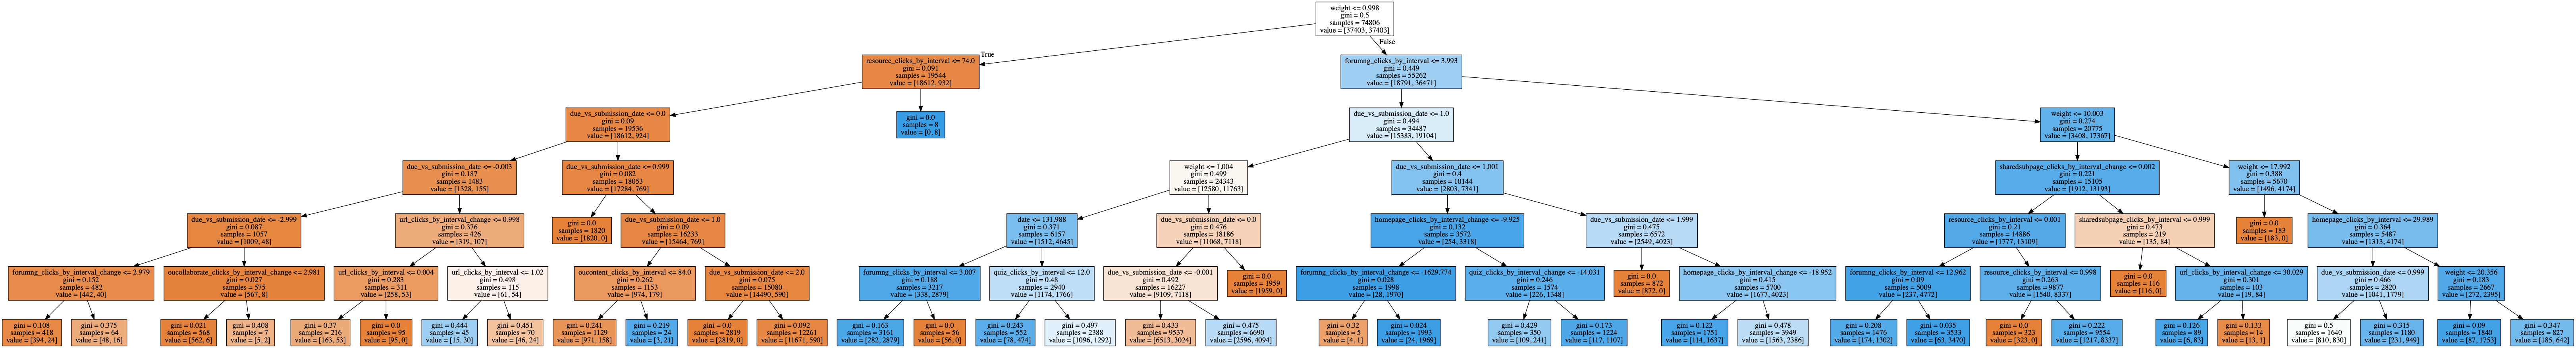 weight <= 0.998
gini = 0.5
samples = 74806
value = [37403, 37403]
True
False
resource_clicks_by_interval <= 74.0
gini = 0.091
samples = 19544
value = [18612, 932]
forumng_clicks_by_interval <= 3.993
gini = 0.449
samples = 55262
value = [18791, 36471]
due_vs_submission_date <= 0.0
gini = 0.09
samples = 19536
value = [18612, 924]
gini = 0.0
samples = 8
value = [0, 8]
due_vs_submission_date <= 1.0
gini = 0.494
samples = 34487
value = [15383, 19104]
weight <= 10.003
gini = 0.274
samples = 20775
value = [3408, 17367]
due_vs_submission_date <= -0.003
gini = 0.187
samples = 1483
value = [1328, 155]
due_vs_submission_date <= 0.999
gini = 0.082
samples = 18053
value = [17284, 769]
weight <= 1.004
gini = 0.499
samples = 24343
value = [12580, 11763]
due_vs_submission_date <= 1.001
gini = 0.4
samples = 10144
value = [2803, 7341]
sharedsubpage_clicks_by_interval_change <= 0.002
gini = 0.221
samples = 15105
value = [1912, 13193]
weight <= 17.992
gini = 0.388
samples = 5670
value = [1496, 4174]
due_vs_submission_date <= -2.999
gini = 0.087
samples = 1057
value = [1009, 48]
url_clicks_by_interval_change <= 0.998
gini = 0.376
samples = 426
value = [319, 107]
gini = 0.0
samples = 1820
value = [1820, 0]
due_vs_submission_date <= 1.0
gini = 0.09
samples = 16233
value = [15464, 769]
date <= 131.988
gini = 0.371
samples = 6157
value = [1512, 4645]
due_vs_submission_date <= 0.0
gini = 0.476
samples = 18186
value = [11068, 7118]
homepage_clicks_by_interval_change <= -9.925
gini = 0.132
samples = 3572
value = [254, 3318]
due_vs_submission_date <= 1.999
gini = 0.475
samples = 6572
value = [2549, 4023]
resource_clicks_by_interval <= 0.001
gini = 0.21
samples = 14886
value = [1777, 13109]
sharedsubpage_clicks_by_interval_change <= 0.999
gini = 0.473
samples = 219
value = [135, 84]
gini = 0.0
samples = 183
value = [183, 0]
homepage_clicks_by_interval <= 29.989
gini = 0.364
samples = 5487
value = [1313, 4174]
forumng_clicks_by_interval_change <= 2.979
gini = 0.152
samples = 482
value = [442, 40]
oucollaborate_clicks_by_interval_change <= 2.981
gini = 0.027
samples = 575
value = [567, 8]
url_clicks_by_interval_change <= 0.004
gini = 0.283
samples = 311
value = [258, 53]
url_clicks_by_interval_change <= 1.02
gini = 0.498
samples = 115
value = [61, 54]
oucontent_clicks_by_interval <= 84.0
gini = 0.262
samples = 1153
value = [974, 179]
due_vs_submission_date <= 2.0
gini = 0.075
samples = 15080
value = [14490, 590]
forumng_clicks_by_interval <= 3.007
gini = 0.188
samples = 3217
value = [338, 2879]
quiz_clicks_by_interval <= 12.0
gini = 0.48
samples = 2940
value = [1174, 1766]
due_vs_submission_date <= -0.001
gini = 0.492
samples = 16227
value = [9109, 7118]
gini = 0.0
samples = 1959
value = [1959, 0]
forumng_clicks_by_interval_change <= -1629.774
gini = 0.028
samples = 1998
value = [28, 1970]
quiz_clicks_by_interval_change <= -14.031
gini = 0.246
samples = 1574
value = [226, 1348]
gini = 0.0
samples = 872
value = [872, 0]
homepage_clicks_by_interval_change <= -18.952
gini = 0.415
samples = 5700
value = [1677, 4023]
forumng_clicks_by_interval <= 12.962
gini = 0.09
samples = 5009
value = [237, 4772]
resource_clicks_by_interval <= 0.998
gini = 0.263
samples = 9877
value = [1540, 8337]
gini = 0.0
samples = 116
value = [116, 0]
url_clicks_by_interval_change <= 30.029
gini = 0.301
samples = 103
value = [19, 84]
due_vs_submission_date <= 0.999
gini = 0.466
samples = 2820
value = [1041, 1779]
weight <= 20.356
gini = 0.183
samples = 2667
value = [272, 2395]
gini = 0.108
samples = 418
value = [394, 24]
gini = 0.375
samples = 64
value = [48, 16]
gini = 0.021
samples = 568
value = [562, 6]
gini = 0.408
samples = 7
value = [5, 2]
gini = 0.37
samples = 216
value = [163, 53]
gini = 0.0
samples = 95
value = [95, 0]
gini = 0.444
samples = 45
value = [15, 30]
gini = 0.451
samples = 70
value = [46, 24]
gini = 0.241
samples = 1129
value = [971, 158]
gini = 0.219
samples = 24
value = [3, 21]
gini = 0.0
samples = 2819
value = [2819, 0]
gini = 0.092
samples = 12261
value = [11671, 590]
gini = 0.163
samples = 3161
value = [282, 2879]
gini = 0.0
samples = 56
value = [56, 0]
gini = 0.243
samples = 552
value = [78, 474]
gini = 0.497
samples = 2388
value = [1096, 1292]
gini = 0.433
samples = 9537
value = [6513, 3024]
gini = 0.475
samples = 6690
value = [2596, 4094]
gini = 0.32
samples = 5
value = [4, 1]
gini = 0.024
samples = 1993
value = [24, 1969]
gini = 0.429
samples = 350
value = [109, 241]
gini = 0.173
samples = 1224
value = [117, 1107]
gini = 0.122
samples = 1751
value = [114, 1637]
gini = 0.478
samples = 3949
value = [1563, 2386]
gini = 0.208
samples = 1476
value = [174, 1302]
gini = 0.035
samples = 3533
value = [63, 3470]
gini = 0.0
samples = 323
value = [323, 0]
gini = 0.222
samples = 9554
value = [1217, 8337]
gini = 0.126
samples = 89
value = [6, 83]
gini = 0.133
samples = 14
value = [13, 1]
gini = 0.5
samples = 1640
value = [810, 830]
gini = 0.315
samples = 1180
value = [231, 949]
gini = 0.09
samples = 1840
value = [87, 1753]
gini = 0.347
samples = 827
value = [185, 642]